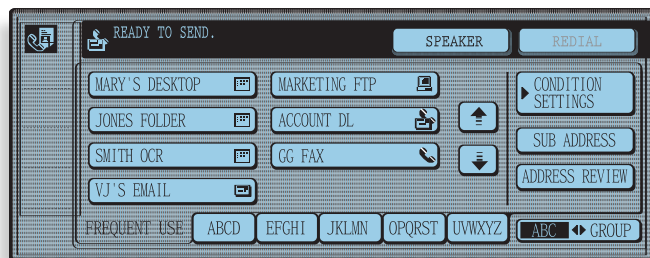 READY TO SEND.
SPEAKER
REDIAL
MARY'S DESKTOP
MARKETING FTP
CONDITION
SETTINGS
JONES FOLDER
ACCOUNT DL
SUB ADDRESS
SMITH OCR
GG FAX
ADDRESS REVIEW
VJ'S EMAIL
FREQUENT USE
ABCD
EFGHI
JKLMN
OPQRST
UVWXYZ
ABC
GROUP